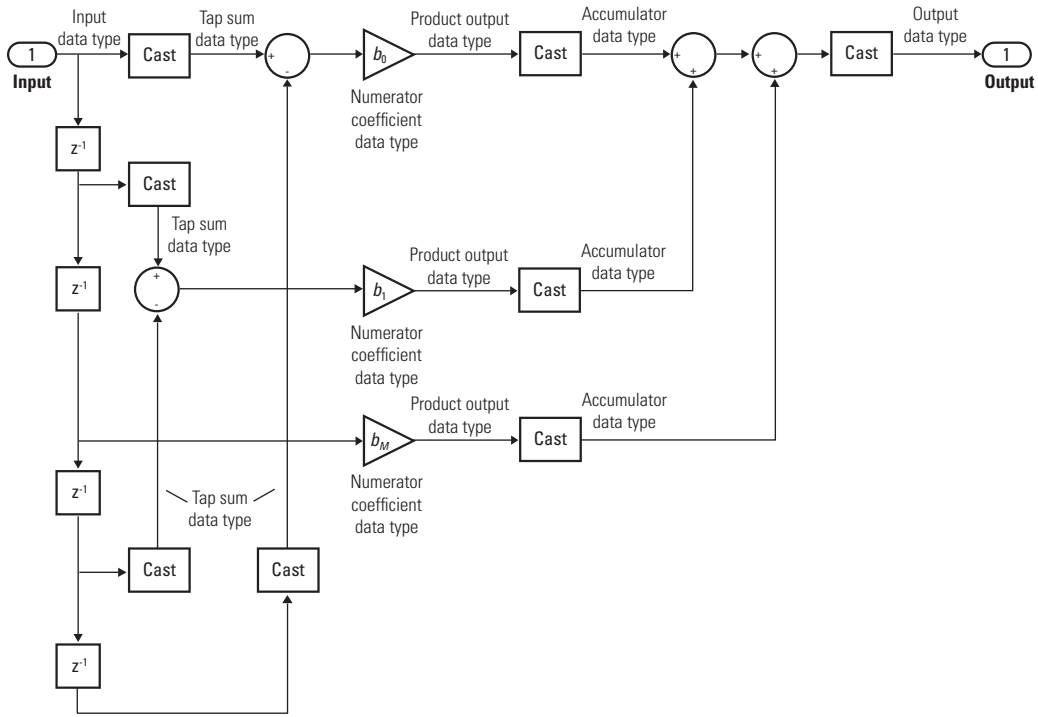 Input
data type
Tap sum
data type
Product output
data type
Accumulator
data type
Output
data type
1
Input
Cast
+
-
b0
Cast
+
+
+
+
Cast
1
Output
Numerator
coefficient
data type
z-1
Cast
Tap sum
data type
z-1
+
-
b1
Product output
data type
Cast
Accumulator
data type
Numerator
coefficient
data type
bM
Product output
data type
Cast
Accumulator
data type
Numerator
coefficient
data type
z-1
Tap sum
data type
Cast
Cast
z-1